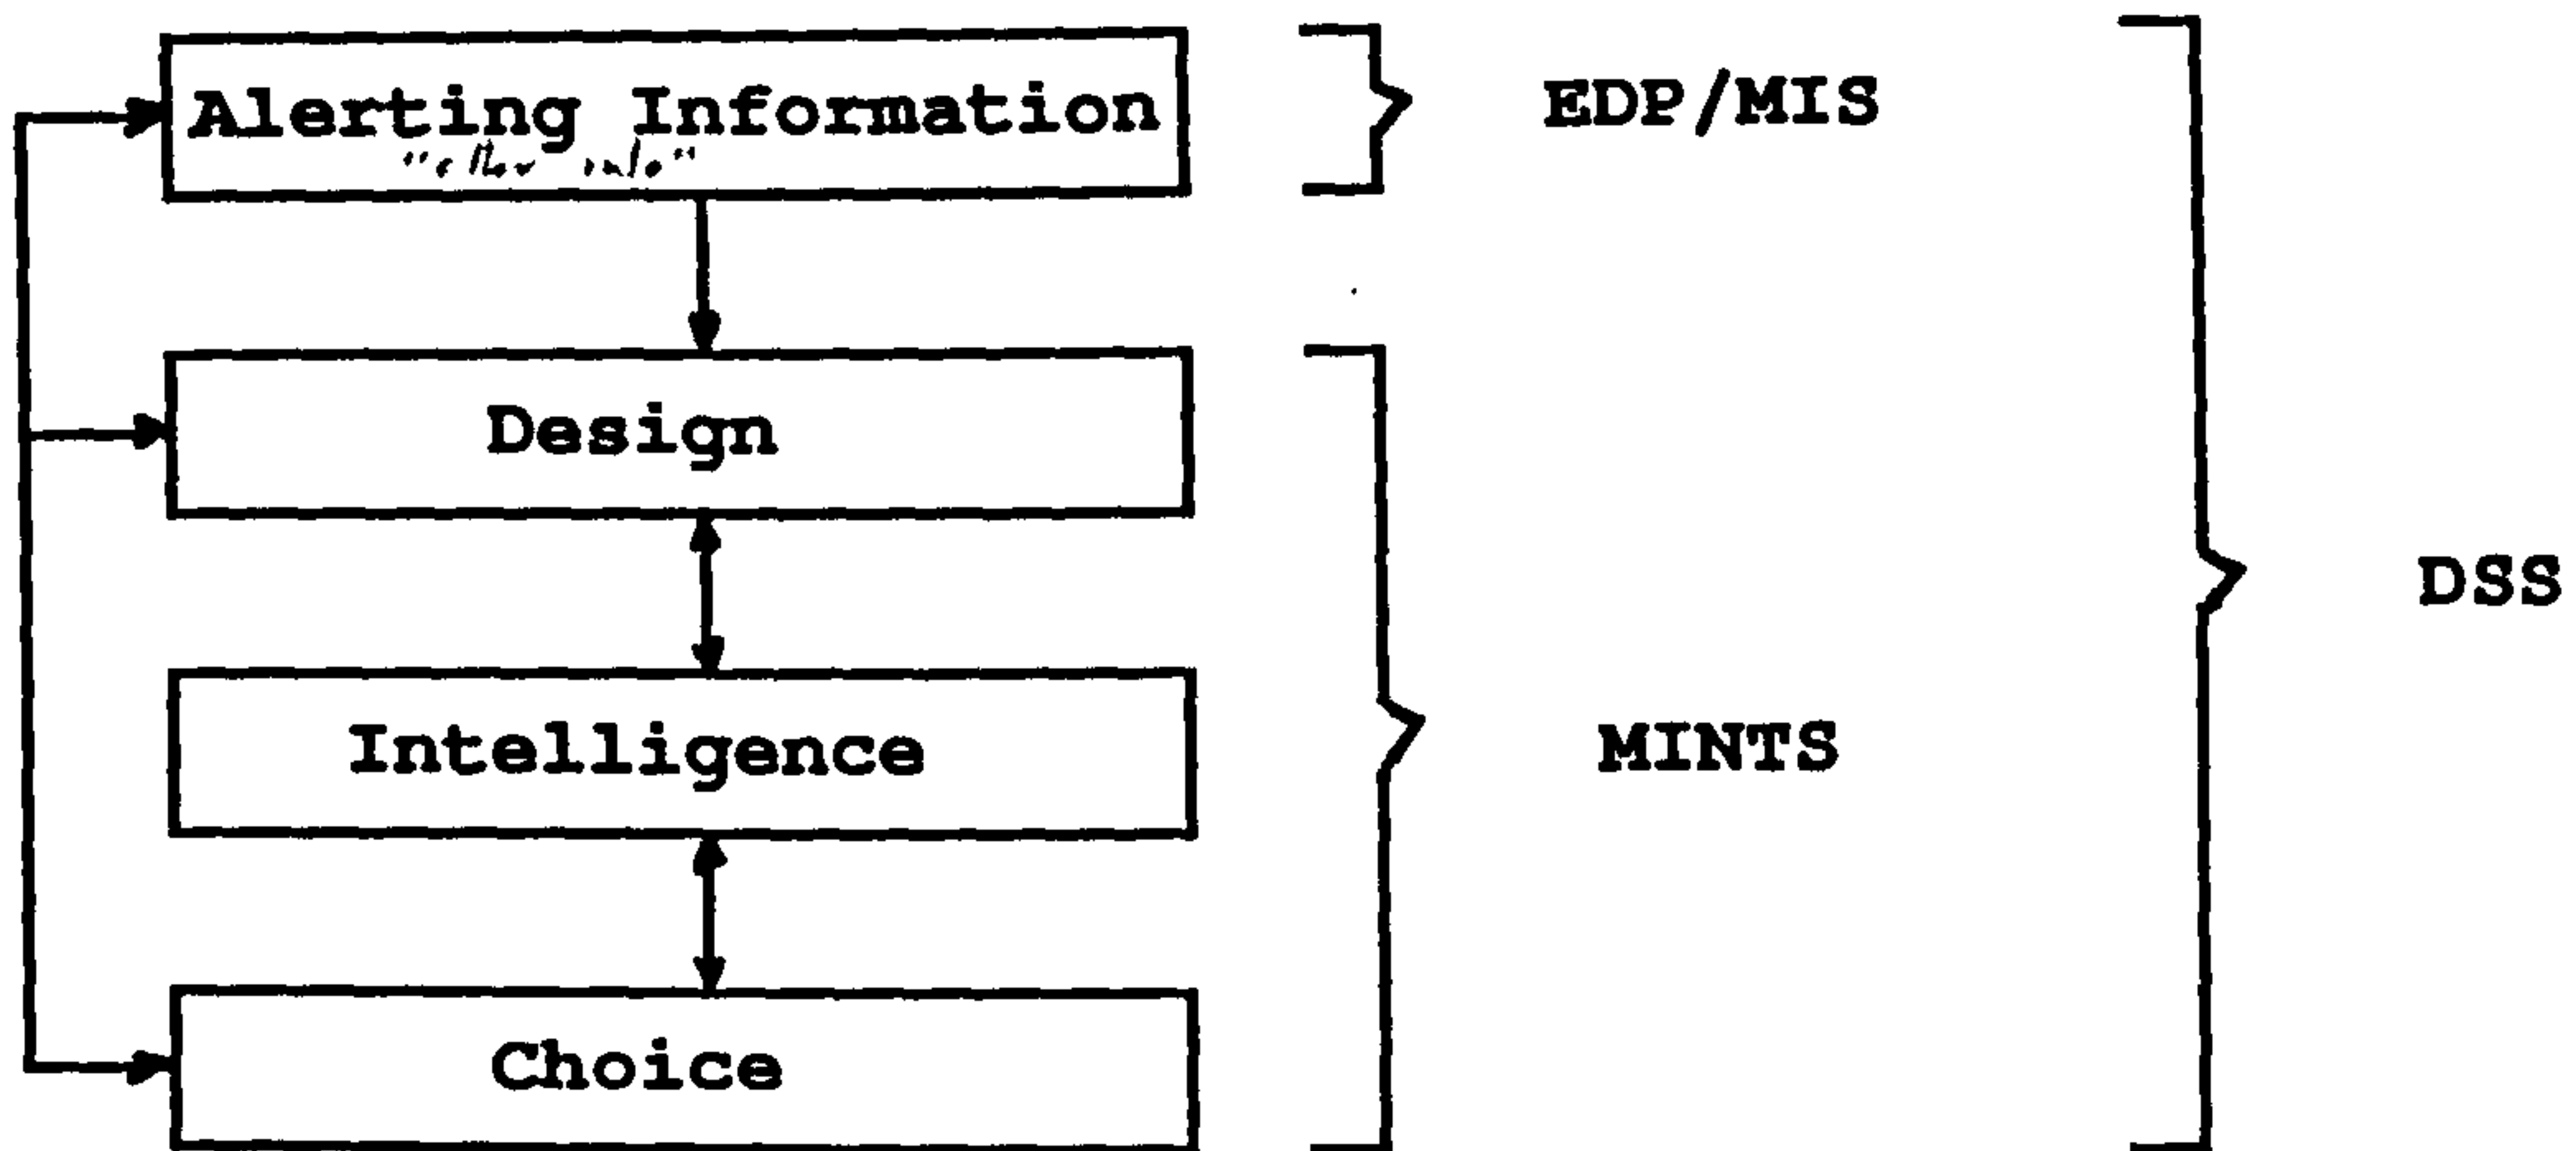 Alerting Information
EDP/MIS
Design
DSS
Intelligence
MINTS
Choice